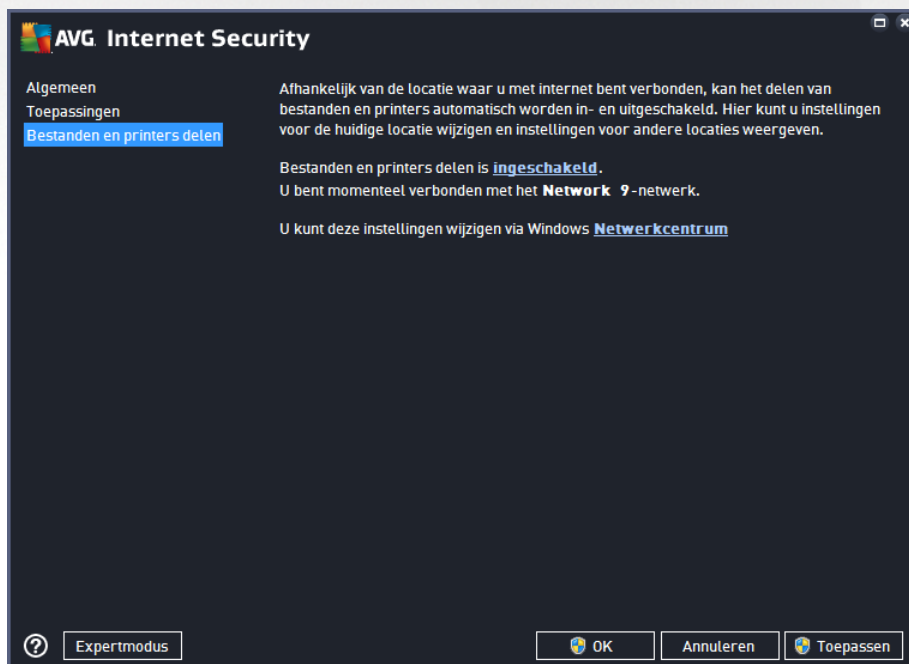 AVG Internet Security
Algemeen
Toepassingen
Bestanden en printers delen
Afhankelijk van de locatie waar u met internet bent verbonden, kan het delen van
bestanden en printers automatisch worden in- en uitgeschakeld. Hier kunt u instellingen
voor de huidige locatie wijzigen en instellingen voor andere locaties weergeven.
Bestanden en printers delen is ingeschakeld.
U bent momenteel verbonden met het Network 9-netwerk.
U kunt deze instellingen wijzigen via Windows Netwerkcentrum
? Expertmodus OK Annuleren Toepassen